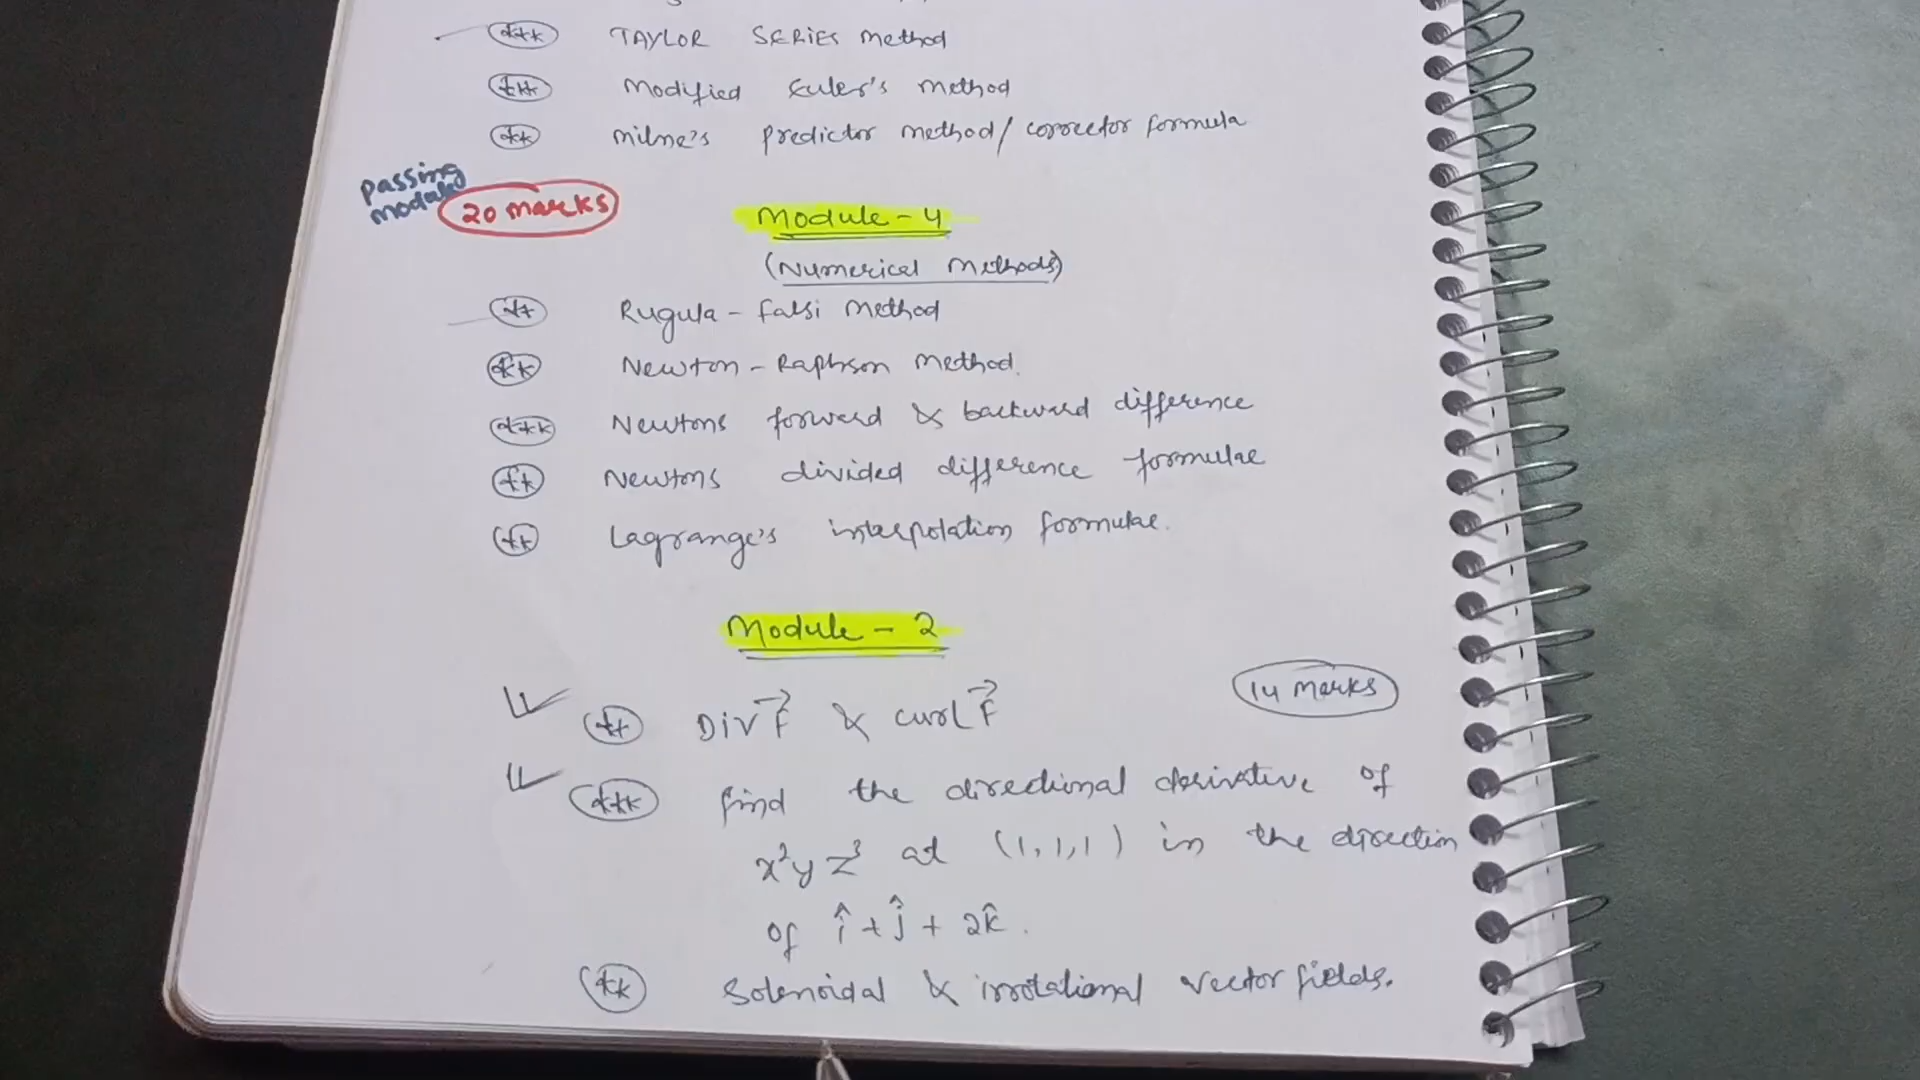 *** TAYLOR SERIES method
*** Modified Euler's method
** Milne's predictor method/ corrector formula
passing module
20 marks
Module - 4
(Numerical Methods)
** Rugula - falsi method
** Newton - Raphson method.
*** Newtons forward & backward difference
** Newtons divided difference formulae
** Lagrange's interpolation formulae.
Module - 2
14 marks
** Div F⃗ & curl F⃗
*** find the directional derivative of
x²yz³ at (1,1,1) in the direction
of î + ĵ + 2k̂.
** Solenoidal & irrotational vector fields.